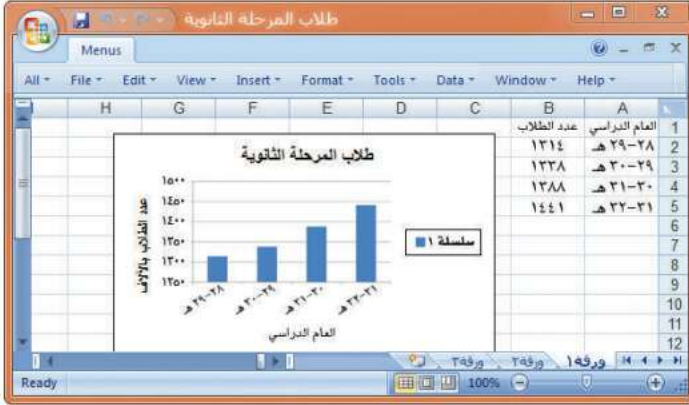 طلاب المرحلة الثانوية
Menus
All File Edit View Insert Format Tools Data Window Help
H G F E D C B A
1 العام الدراسي عدد الطلاب
2 ٢٨-٢٩ هـ ١٣١٤
3 ٢٩-٣٠ هـ ١٣٣٨
4 ٣٠-٣١ هـ ١٣٨٨
5 ٣١-٣٢ هـ ١٤٤١
6
7
8
9
10
11
12
طلاب المرحلة الثانوية
عدد الطلاب بالآلاف
١٥٠٠
١٤٥٠
١٤٠٠
١٣٥٠
١٣٠٠
١٢٥٠
٢٨-٢٩ هـ
٢٩-٣٠ هـ
٣٠-٣١ هـ
٣١-٣٢ هـ
العام الدراسي
سلسلة ١
ورقة١ ورقة٢ ورقة٣
Ready 100%